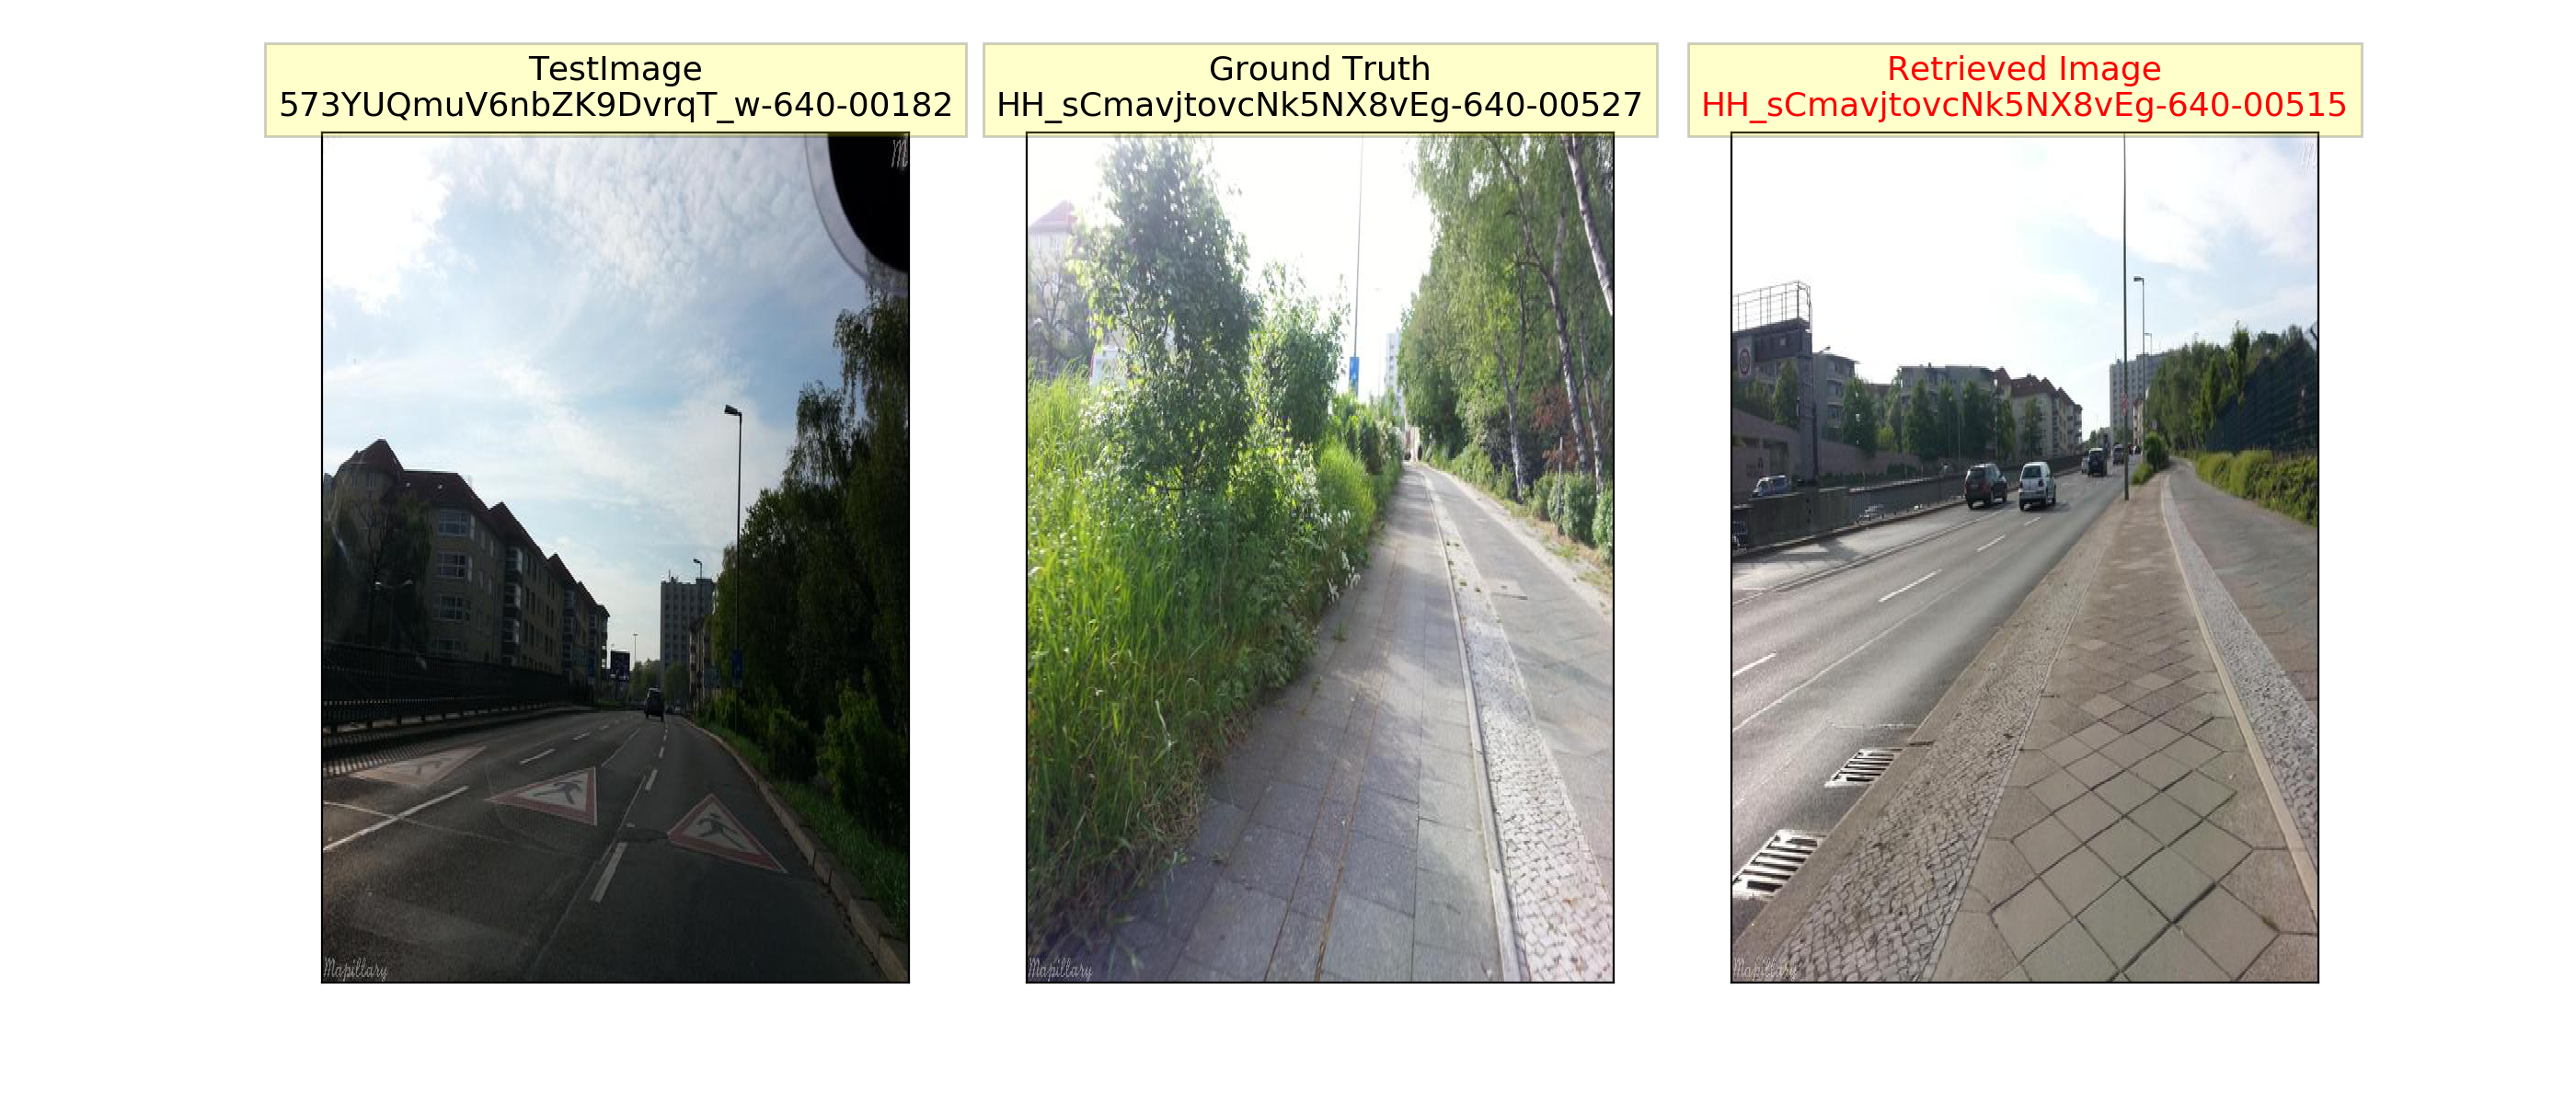 TestImage
573YUQmuV6nbZK9DvrqT_w-640-00182
Ground Truth
HH_sCmavjtovcNk5NX8vEg-640-00527
Retrieved Image
HH_sCmavjtovcNk5NX8vEg-640-00515
M
Mapillary
Mapillary
Mapillary